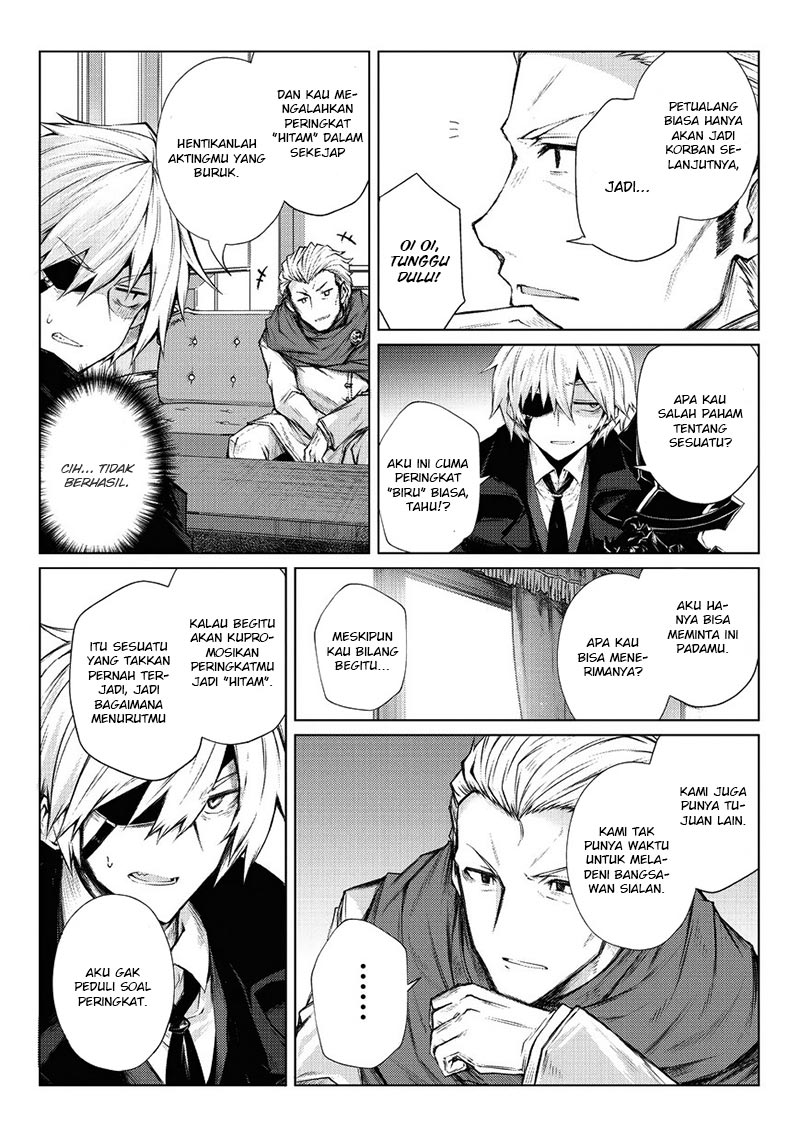 PETUALANG
BIASA HANYA
AKAN JADI
KORBAN SE-
LANJUTNYA,
JADI...
OI OI,
TUNGGU
DULU!
DAN KAU ME-
NGALAHKAN
PERINGKAT
"HITAM" DALAM
SEKEJAP
HENTIKANLAH
AKTINGMU YANG
BURUK.
CIH... TIDAK
BERHASIL.
APA KAU
SALAH PAHAM
TENTANG
SESUATU?
AKU INI CUMA
PERINGKAT
"BIRU" BIASA,
TAHU!?
AKU HA-
NYA BISA
MEMINTA INI
PADAMU.
APA KAU
BISA MENE-
RIMANYA?
MESKIPUN
KAU BILANG
BEGITU...
KAMI JUGA
PUNYA TU-
JUAN LAIN.
KAMI TAK
PUNYA WAKTU
UNTUK MELA-
DENI BANGSA-
WAN SIALAN.
......
KALAU BEGITU
AKAN KUPRO-
MOSIKAN
PERINGKATMU
JADI "HITAM".
ITU SESUATU
YANG TAKKAN
PERNAH TER-
JADI, JADI
BAGAIMANA
MENURUTMU
AKU GAK
PEDULI SOAL
PERINGKAT.